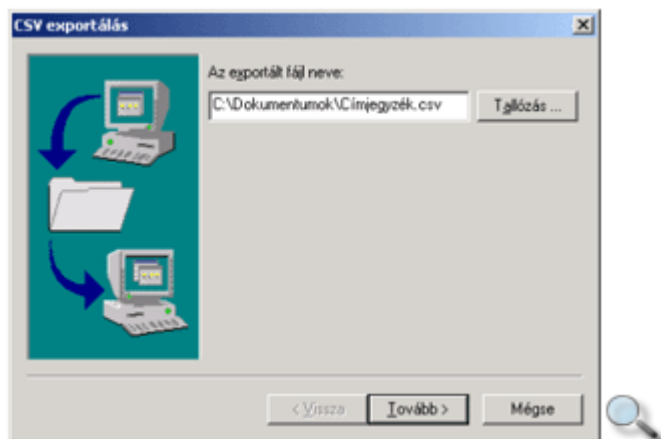 CSV exportálás
Az exportált fájl neve:
C:\Dokumentumok\Címjegyzék.csv
Tallózás ...
< Vissza
Tovább >
Mégse